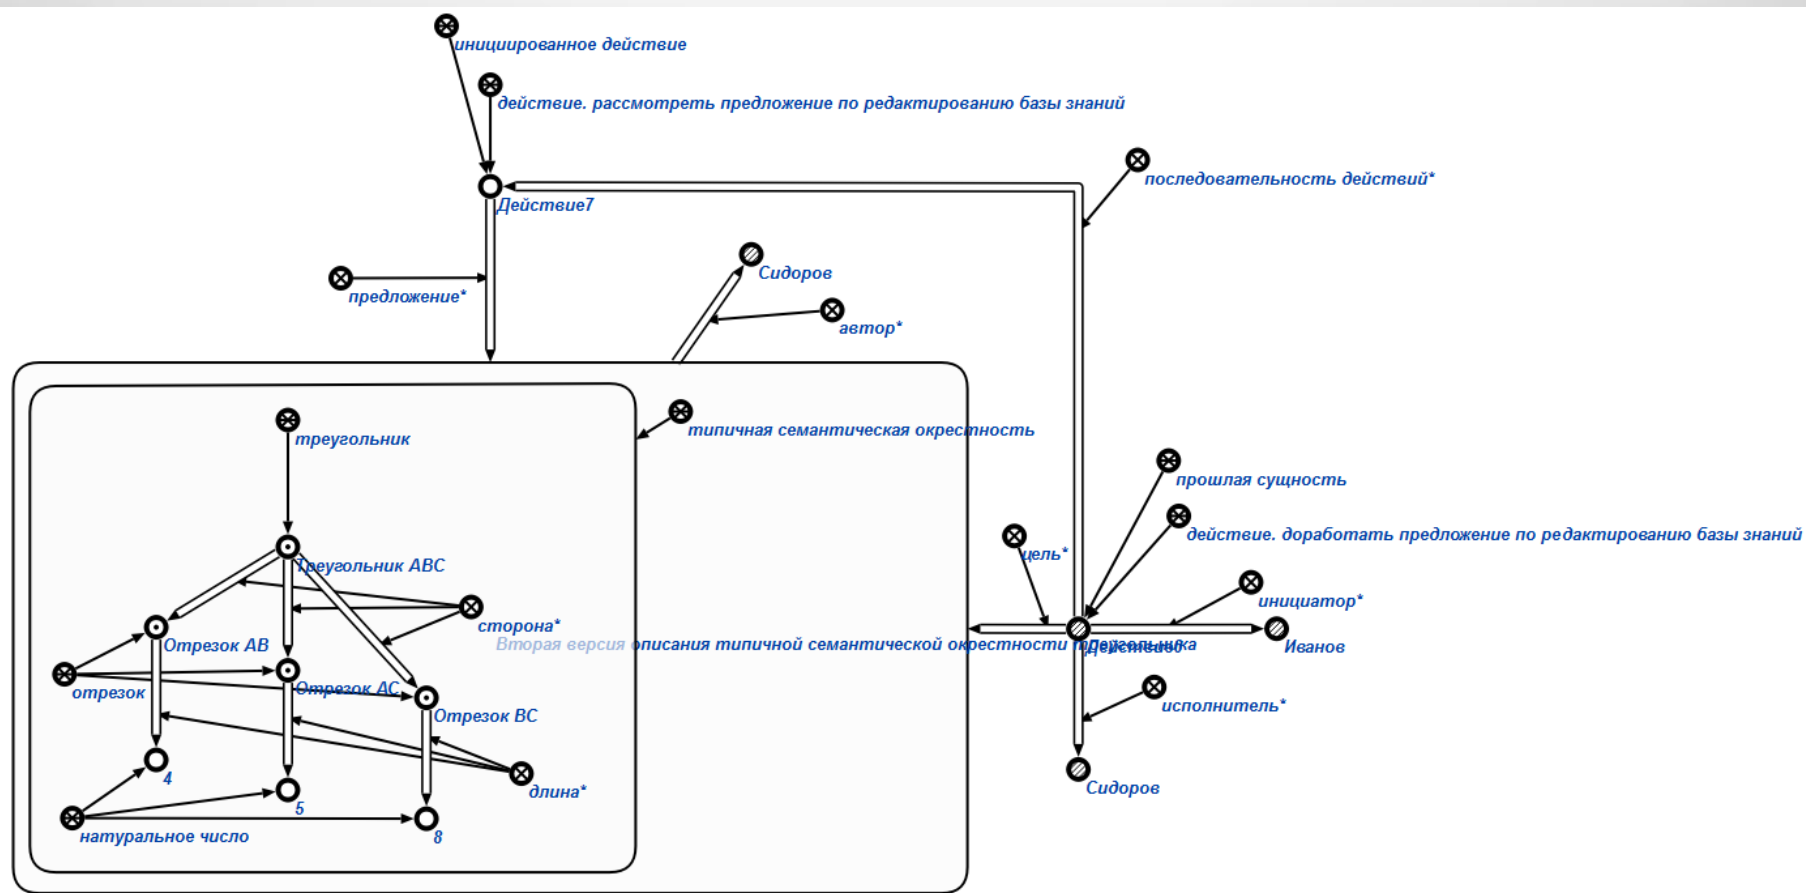 инициированное действие
действие. рассмотреть предложение по редактированию базы знаний
последовательность действий*
Действие7
Сидоров
предложение*
автор*
типичная семантическая окрестность
треугольник
прошлая сущность
действие. доработать предложение по редактированию базы знаний
цель*
Треугольник ABC
инициатор*
сторона*
Отрезок AB
Вторая версия описания типичной семантической окрестности треугольника
Иванов
отрезок
Отрезок AC
исполнитель*
Отрезок BC
4
длина*
Сидоров
5
натуральное число
8